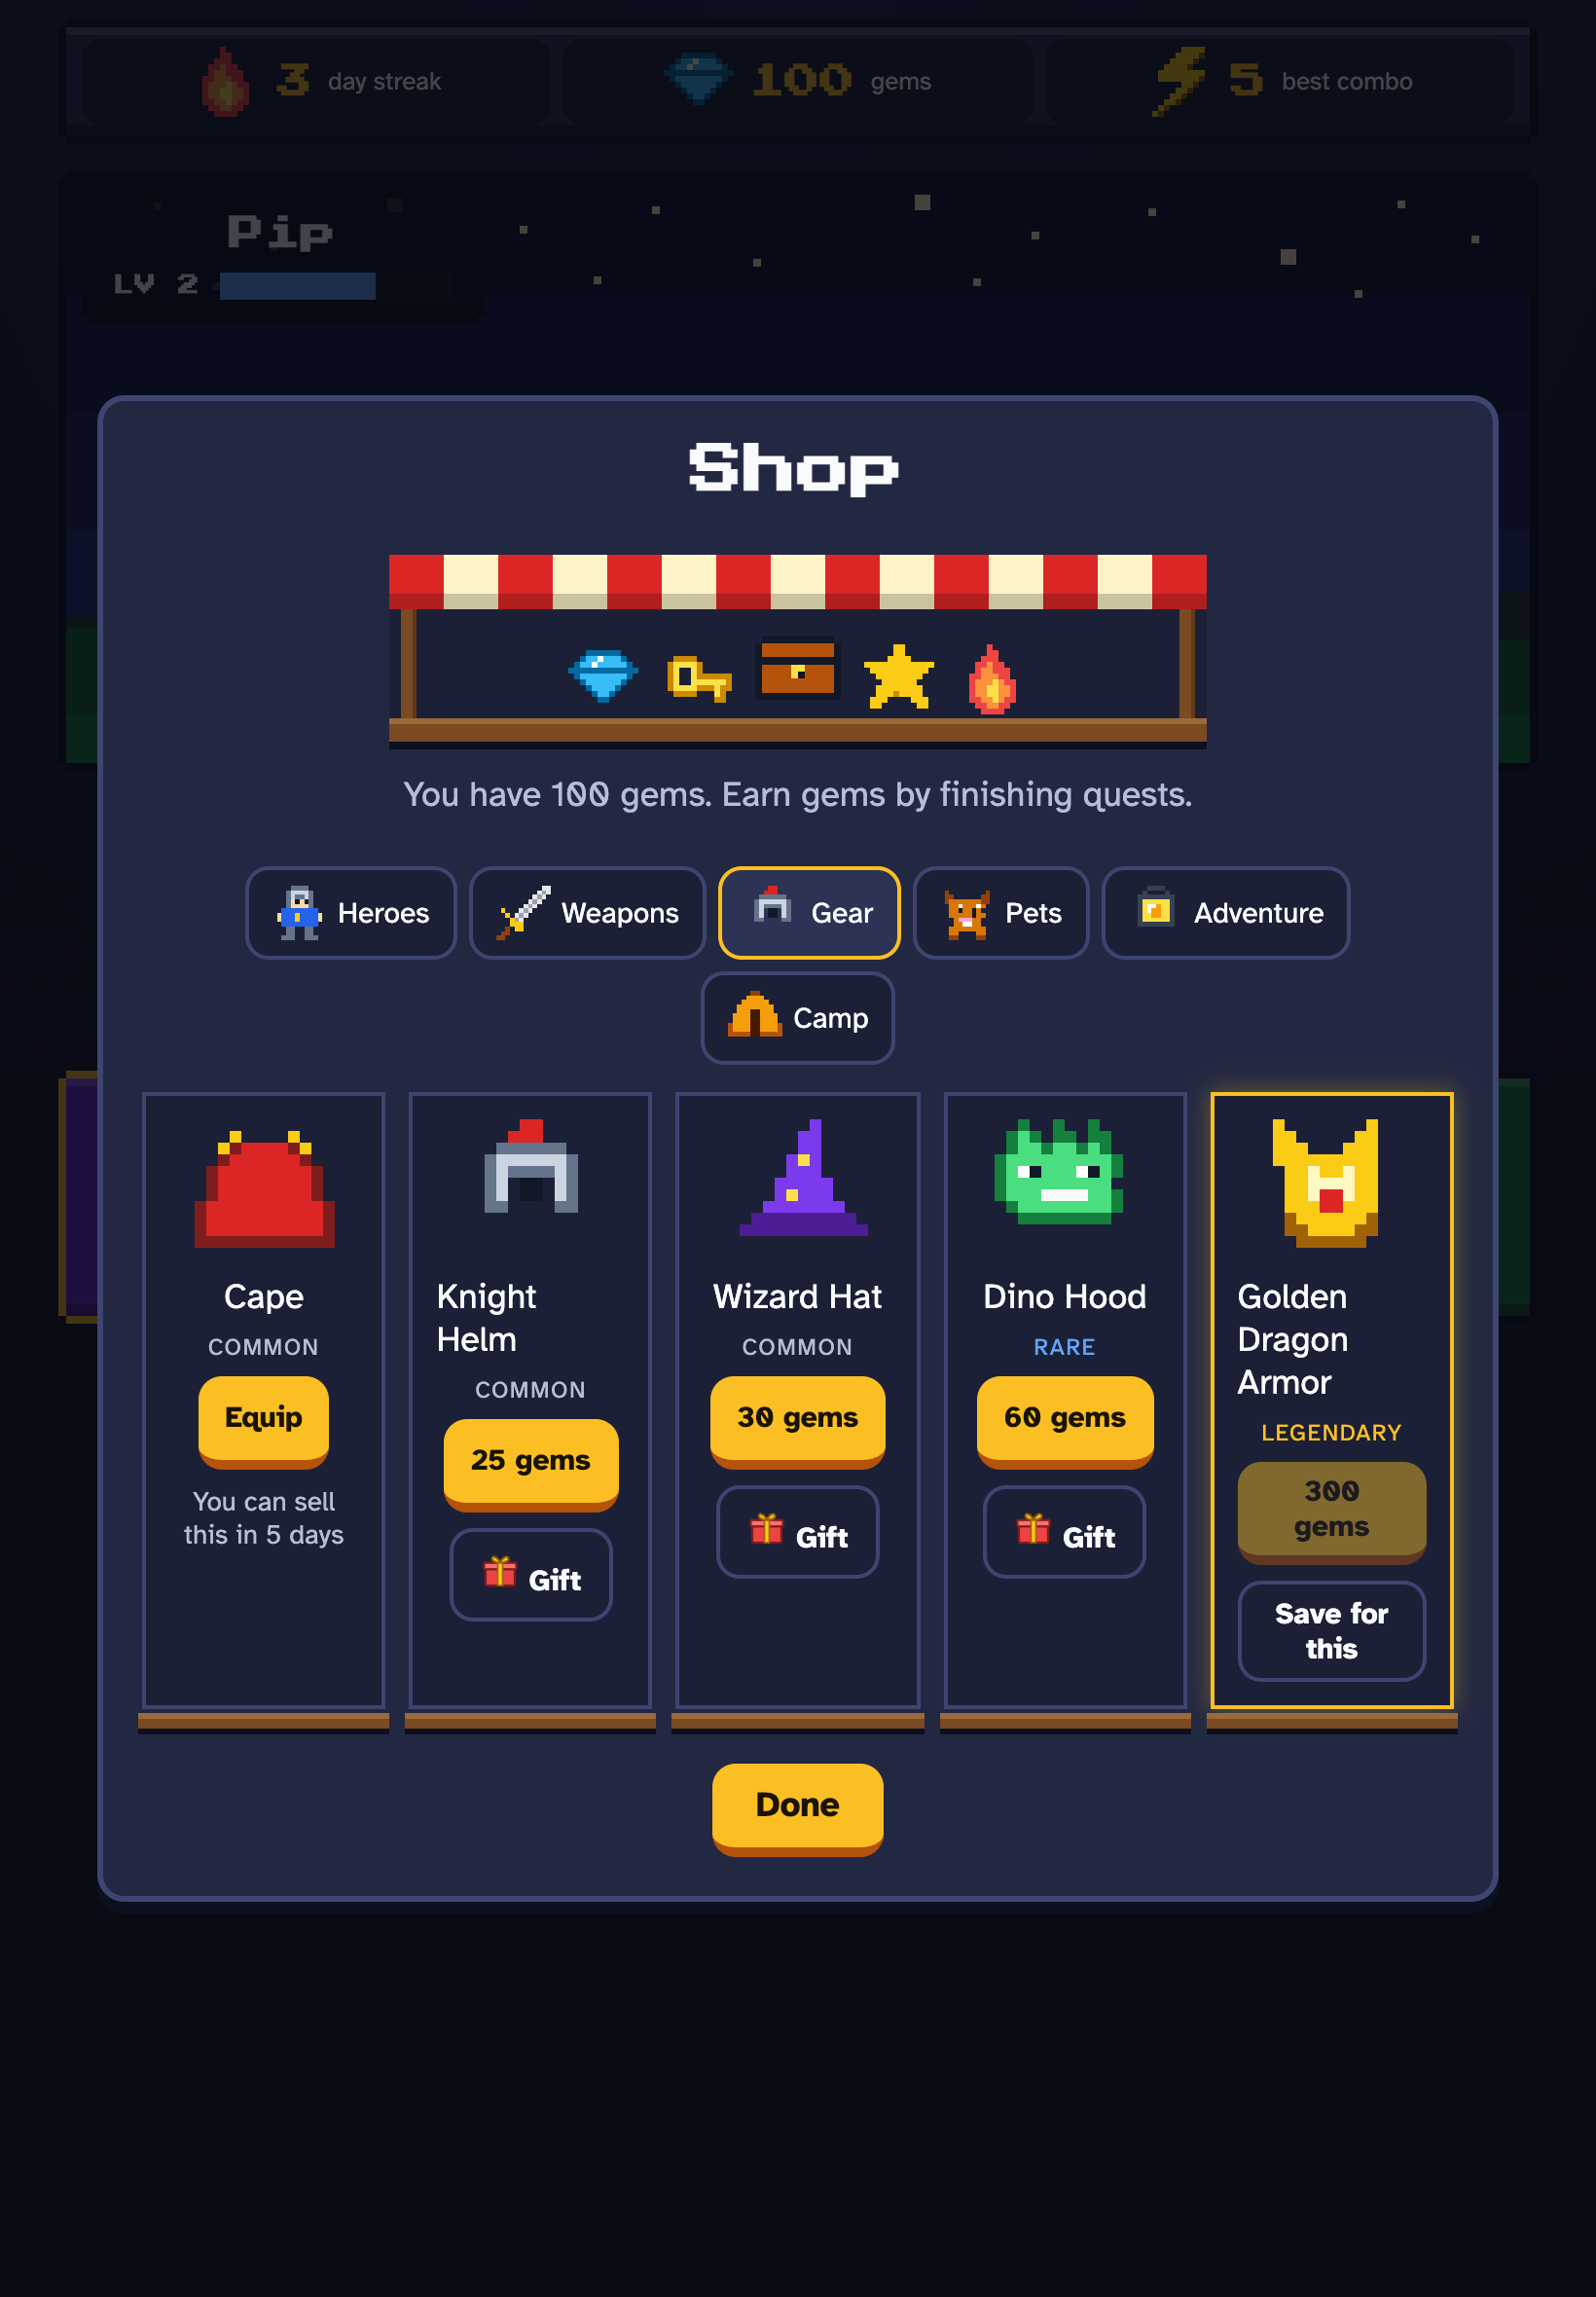 3 day streak
100 gems
5 best combo
Pip
LV 2
Shop
You have 100 gems. Earn gems by finishing quests.
Heroes
Weapons
Gear
Pets
Adventure
Camp
Cape
COMMON
Equip
You can sell
this in 5 days
Knight
Helm
COMMON
25 gems
Gift
Wizard Hat
COMMON
30 gems
Gift
Dino Hood
RARE
60 gems
Gift
Golden
Dragon
Armor
LEGENDARY
300
gems
Save for
this
Done